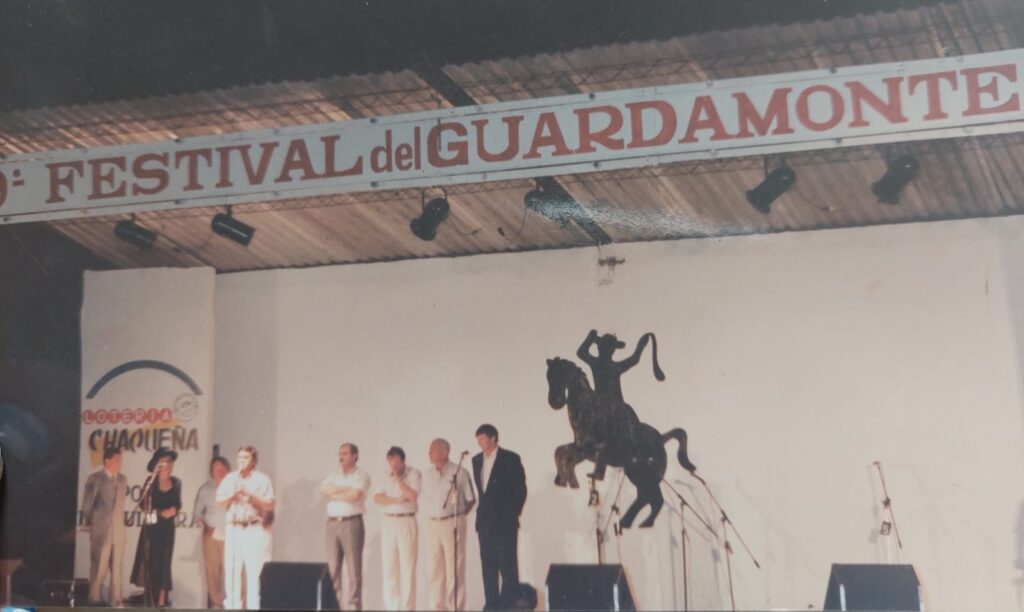 º FESTIVAL del GUARDAMONTE
LOTERIA
CHAQUEÑA